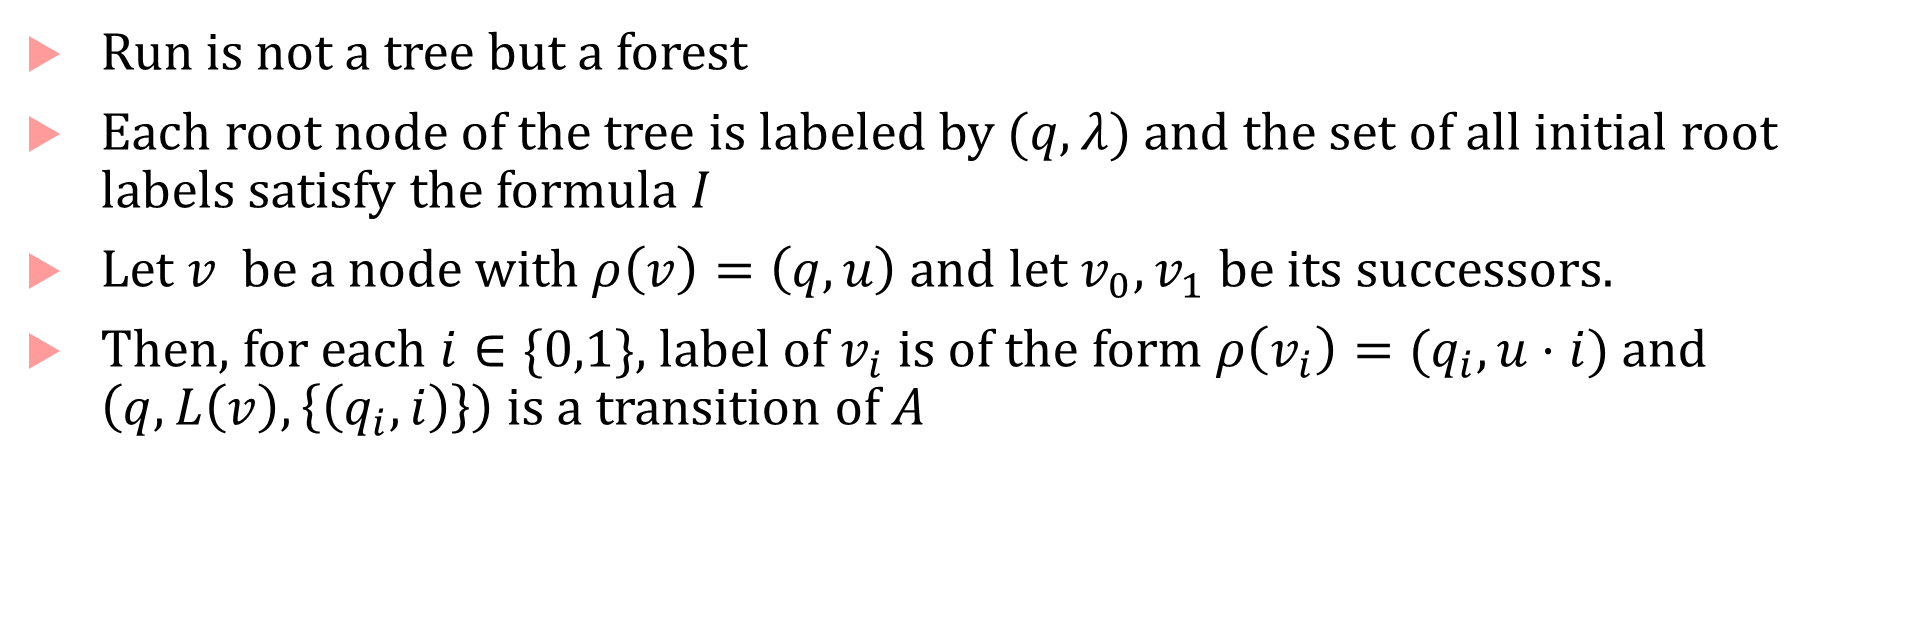 Run is not a tree but a forest
Each root node of the tree is labeled by (q, λ) and the set of all initial root
labels satisfy the formula I
Let v be a node with ρ(v) = (q, u) and let v₀, v₁ be its successors.
Then, for each i ∈ {0,1}, label of vᵢ is of the form ρ(vᵢ) = (qᵢ, u · i) and
(q, L(v), {(qᵢ, i)}) is a transition of A